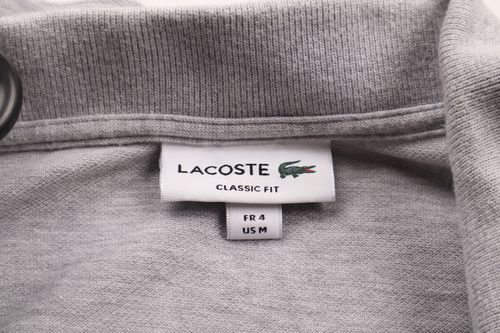 LACOSTE
CLASSIC FIT
FR 4
US M